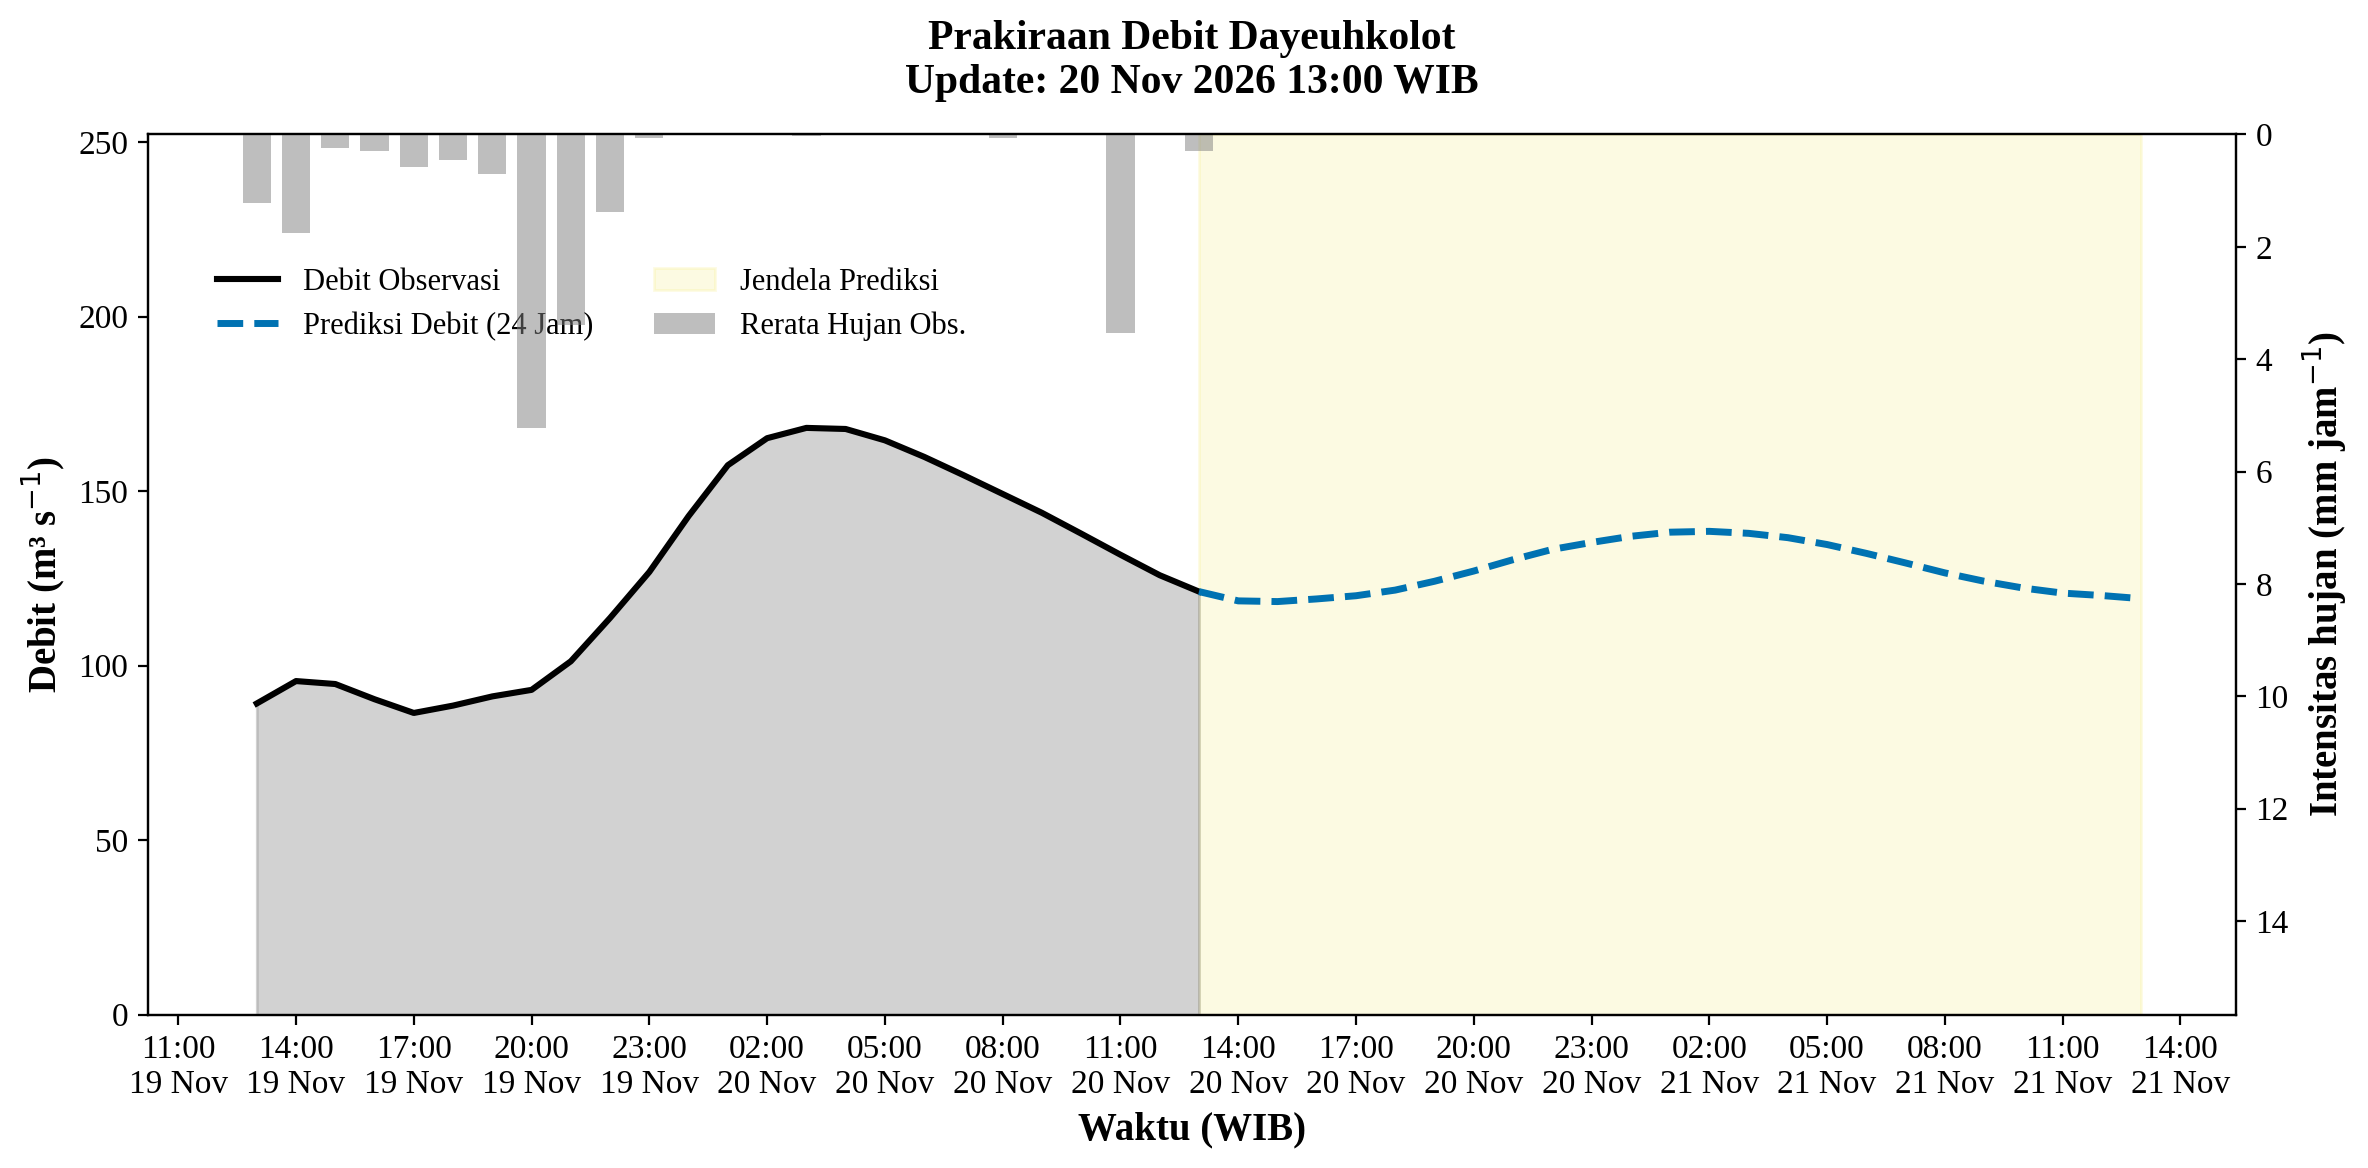 Prakiraan Debit Dayeuhkolot
Update: 20 Nov 2026 13:00 WIB
Debit (m³ s⁻¹)
250
200
150
100
50
0
Debit Observasi
Prediksi Debit (24 Jam)
Jendela Prediksi
Rerata Hujan Obs.
0
2
4
6
8
10
12
14
Intensitas hujan (mm jam⁻¹)
11:00 14:00 17:00 20:00 23:00 02:00 05:00 08:00 11:00 14:00 17:00 20:00 23:00 02:00 05:00 08:00 11:00 14:00
19 Nov 19 Nov 19 Nov 19 Nov 19 Nov 20 Nov 20 Nov 20 Nov 20 Nov 20 Nov 20 Nov 20 Nov 20 Nov 21 Nov 21 Nov 21 Nov 21 Nov 21 Nov
Waktu (WIB)